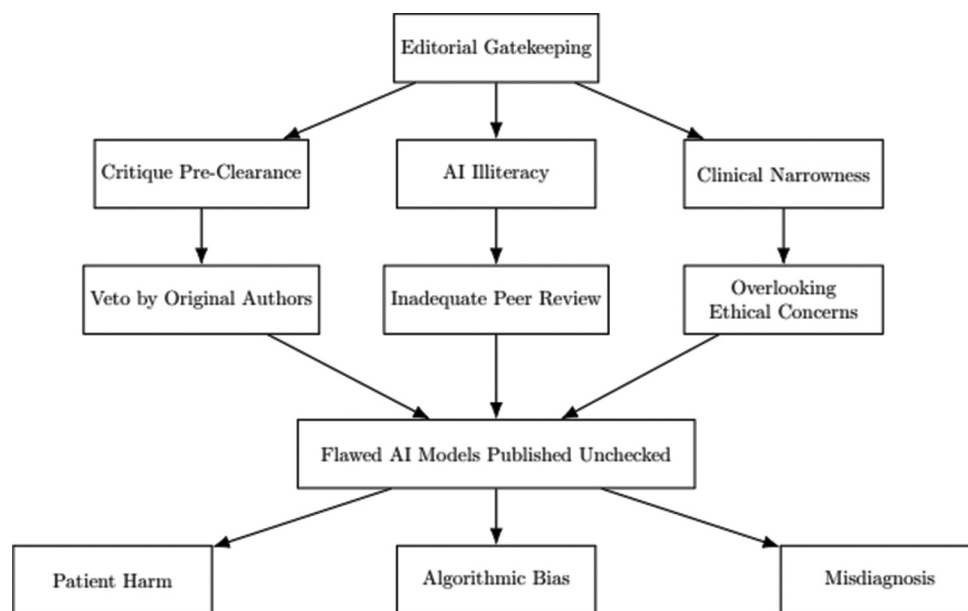 Editorial Gatekeeping
Critique Pre-Clearance
AI Illiteracy
Clinical Narrowness
Veto by Original Authors
Inadequate Peer Review
Overlooking
Ethical Concerns
Flawed AI Models Published Unchecked
Patient Harm
Algorithmic Bias
Misdiagnosis